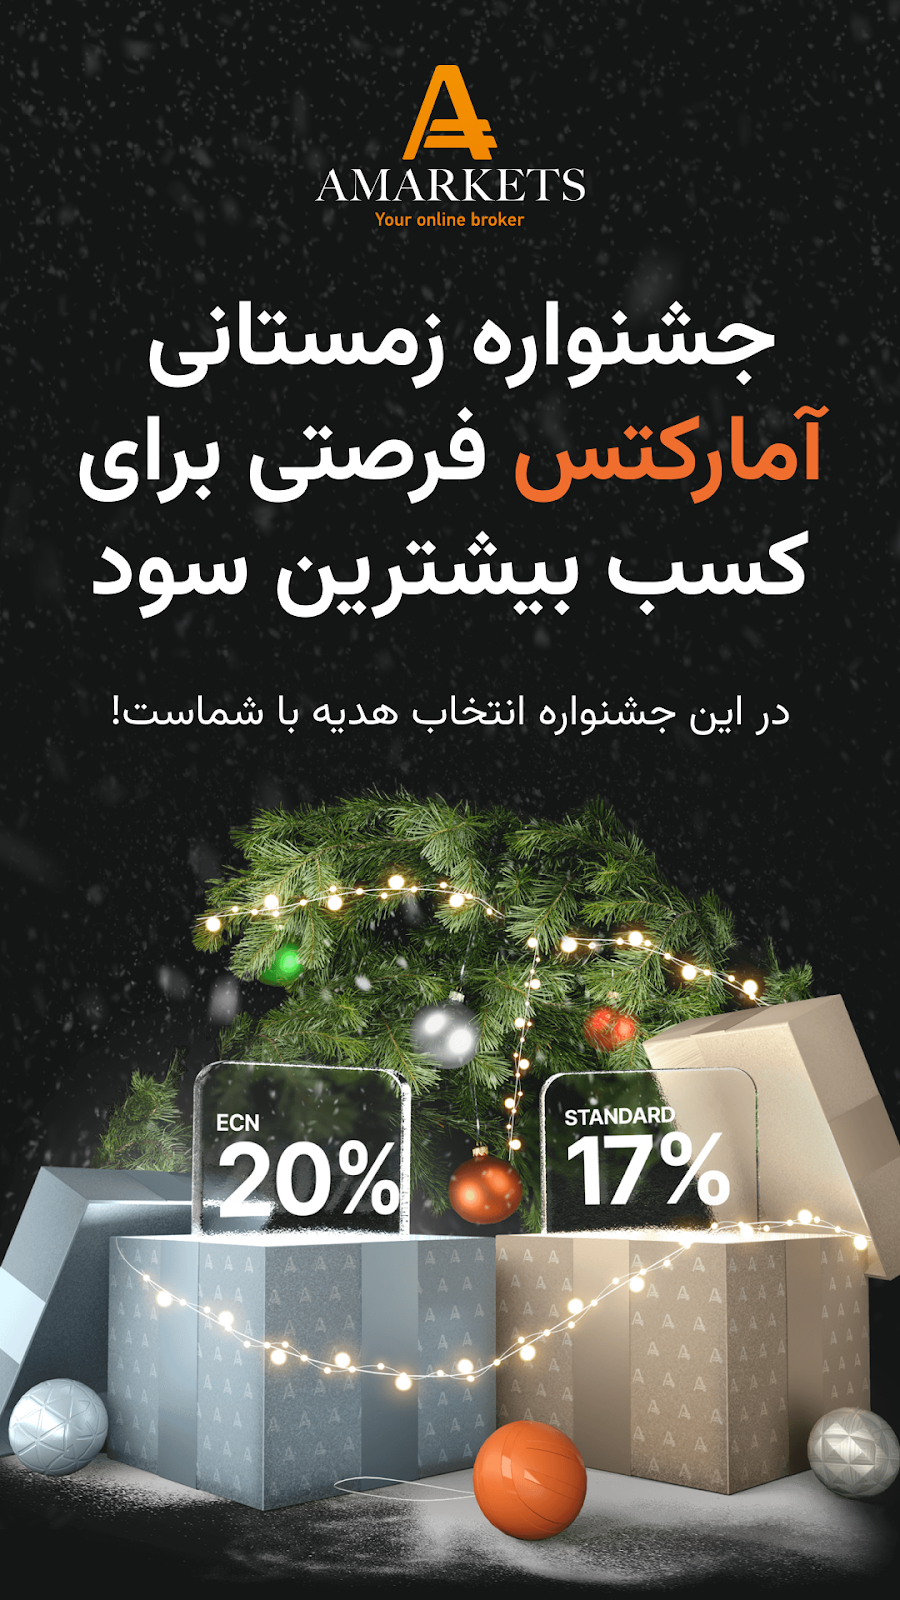 AMARKETS
Your online broker
جشنواره زمستانی
آمارکتس فرصتی برای
کسب بیشترین سود
در این جشنواره انتخاب هدیه با شماست!
ECN
20%
STANDARD
17%